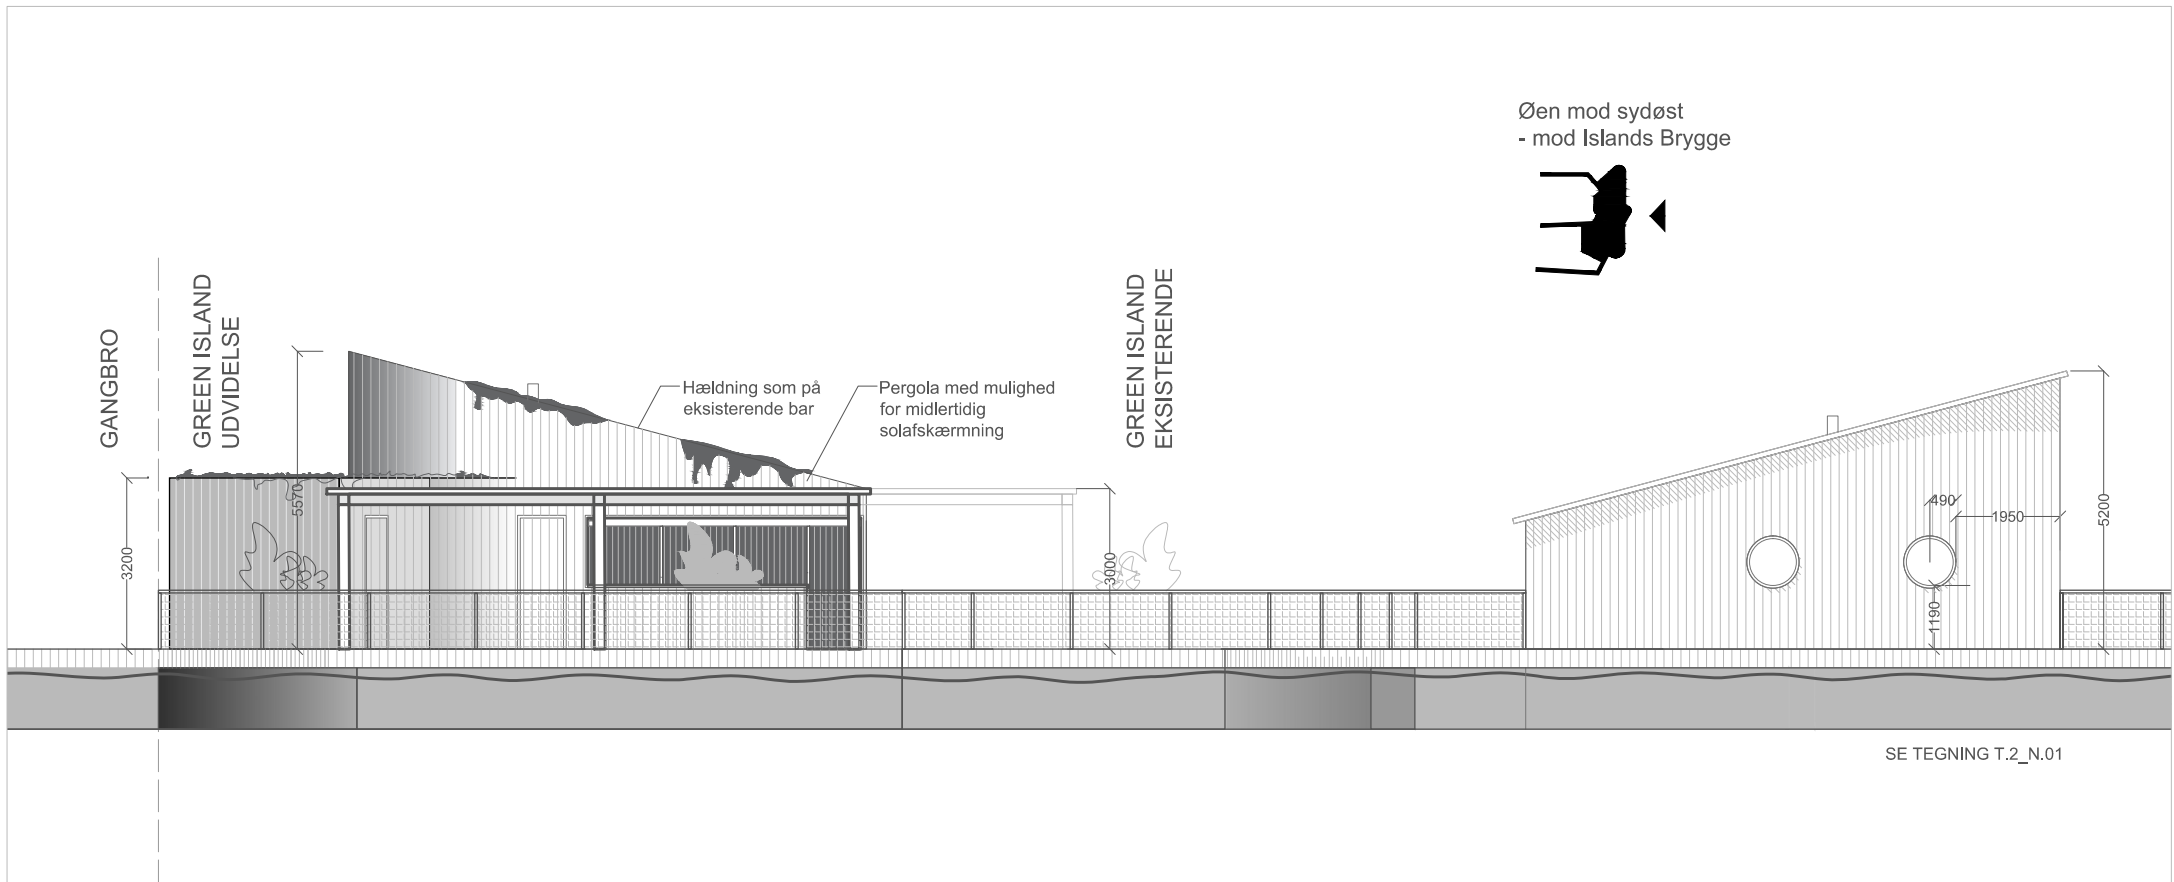 Øen mod sydøst
- mod Islands Brygge
GANGBRO
GREEN ISLAND
UDVIDELSE
GREEN ISLAND
EKSISTERENDE
Hældning som på
eksisterende bar
Pergola med mulighed
for midlertidig
solafskærmning
5570
3200
3000
490
1950
5200
1190
SE TEGNING T.2_N.01